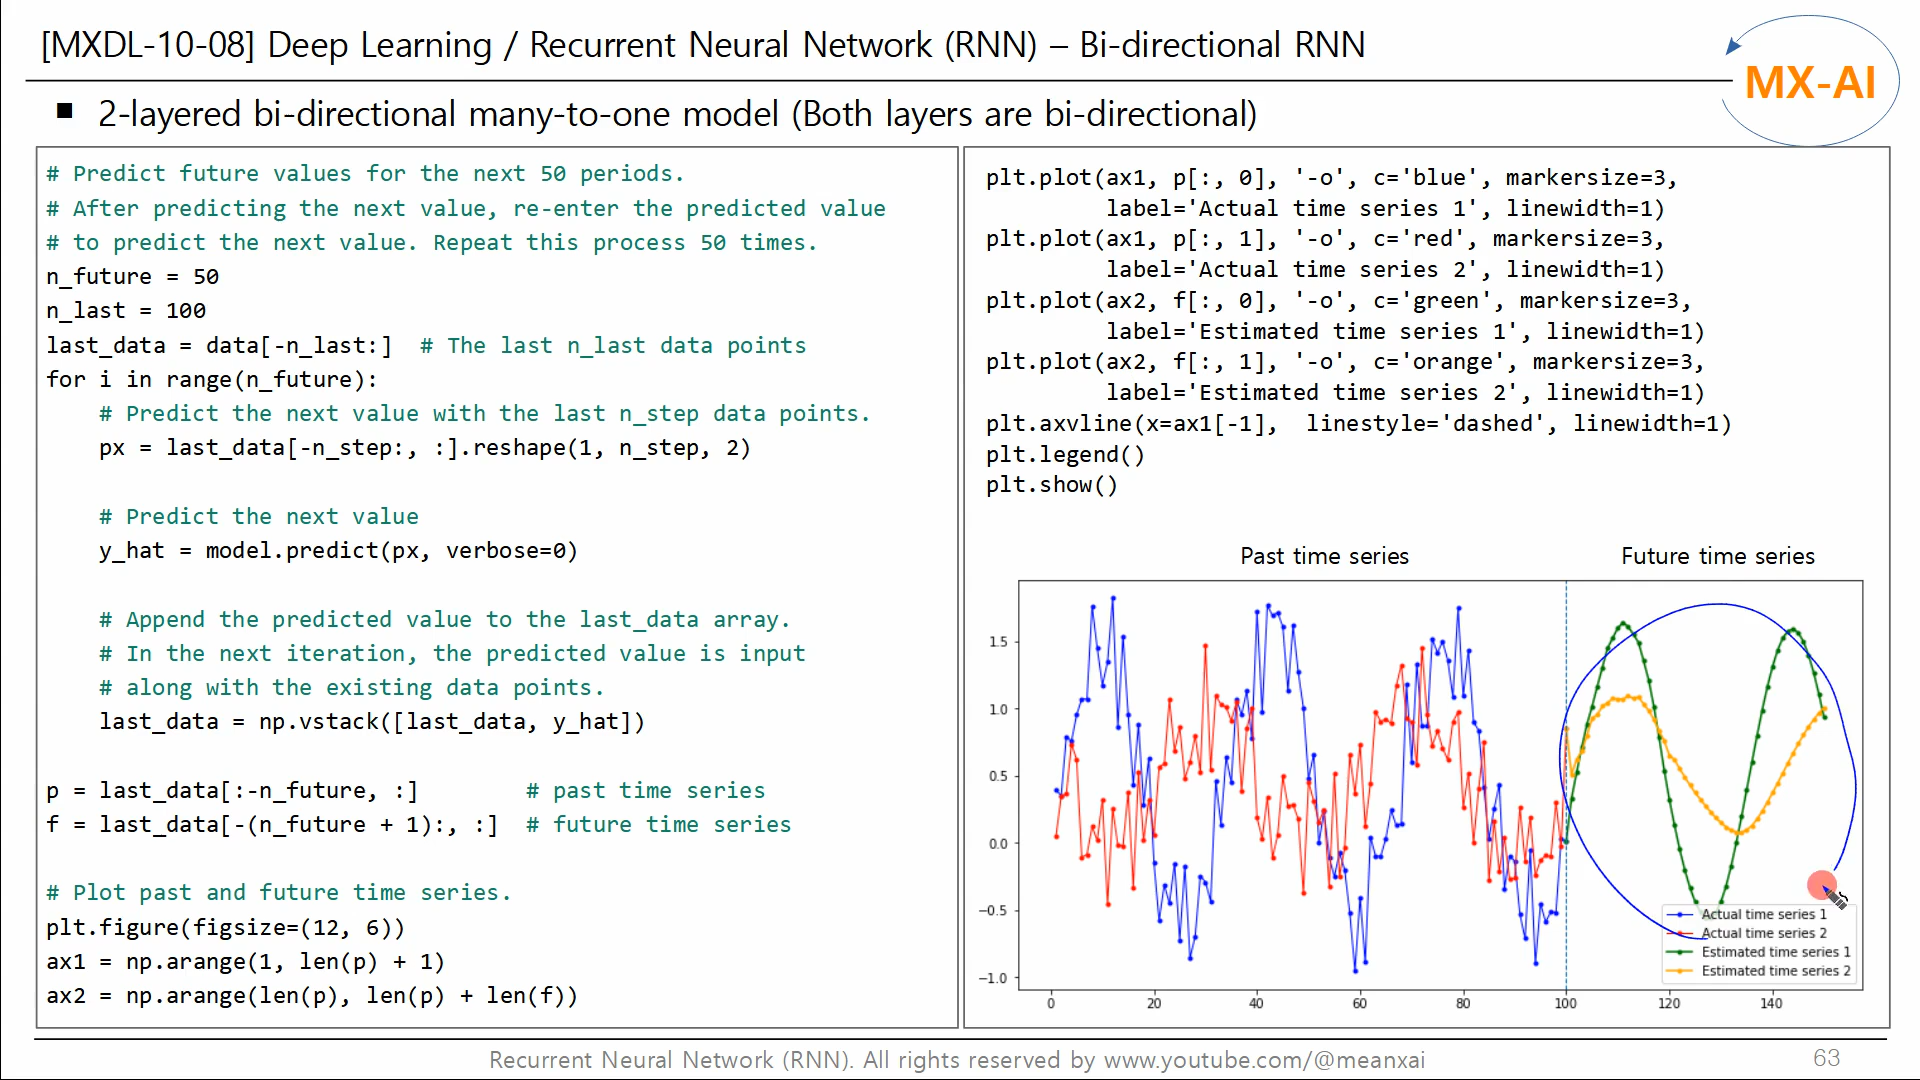 [MXDL-10-08] Deep Learning / Recurrent Neural Network (RNN) – Bi-directional RNN
MX-AI
■ 2-layered bi-directional many-to-one model (Both layers are bi-directional)
# Predict future values for the next 50 periods.
# After predicting the next value, re-enter the predicted value
# to predict the next value. Repeat this process 50 times.
n_future = 50
n_last = 100
last_data = data[-n_last:]  # The last n_last data points
for i in range(n_future):
    # Predict the next value with the last n_step data points.
    px = last_data[-n_step:, :].reshape(1, n_step, 2)
    # Predict the next value
    y_hat = model.predict(px, verbose=0)
    # Append the predicted value to the last_data array.
    # In the next iteration, the predicted value is input
    # along with the existing data points.
    last_data = np.vstack([last_data, y_hat])
p = last_data[:-n_future, :]        # past time series
f = last_data[-(n_future + 1):, :]  # future time series
# Plot past and future time series.
plt.figure(figsize=(12, 6))
ax1 = np.arange(1, len(p) + 1)
ax2 = np.arange(len(p), len(p) + len(f))
plt.plot(ax1, p[:, 0], '-o', c='blue', markersize=3,
         label='Actual time series 1', linewidth=1)
plt.plot(ax1, p[:, 1], '-o', c='red', markersize=3,
         label='Actual time series 2', linewidth=1)
plt.plot(ax2, f[:, 0], '-o', c='green', markersize=3,
         label='Estimated time series 1', linewidth=1)
plt.plot(ax2, f[:, 1], '-o', c='orange', markersize=3,
         label='Estimated time series 2', linewidth=1)
plt.axvline(x=ax1[-1],  linestyle='dashed', linewidth=1)
plt.legend()
plt.show()
Past time series
Future time series
1.5
1.0
0.5
0.0
−0.5
−1.0
Actual time series 1
Actual time series 2
Estimated time series 1
Estimated time series 2
0 20 40 60 80 100 120 140
Recurrent Neural Network (RNN). All rights reserved by www.youtube.com/@meanxai
63